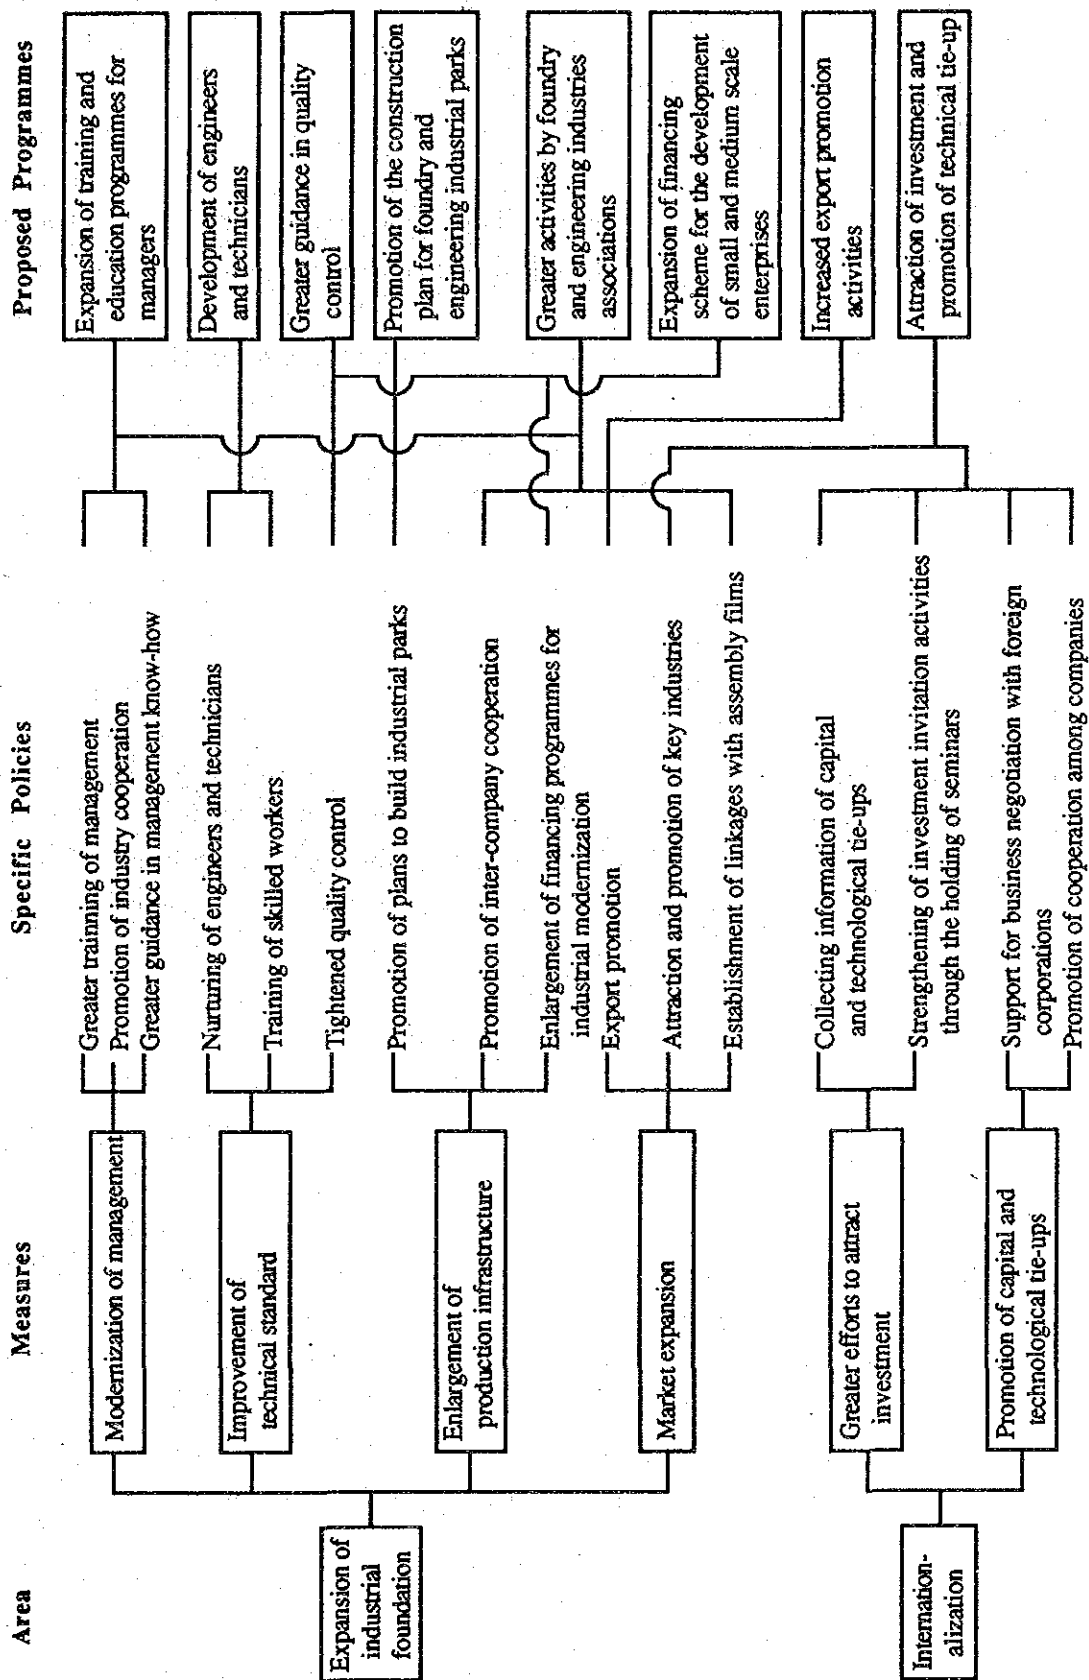 Area
Measures
Specific Policies
Proposed Programmes
Expansion of
industrial
foundation
Internation-
alization
Modernization of management
Improvement of
technical standard
Enlargement of
production infrastructure
Market expansion
Greater efforts to attract
investment
Promotion of capital and
technological tie-ups
Greater trainning of management
Promotion of industry cooperation
Greater guidance in management know-how
Nurturing of engineers and technicians
Training of skilled workers
Tightened quality control
Promotion of plans to build industrial parks
Promotion of inter-company cooperation
Enlargement of financing programmes for
industrial modernization
Export promotion
Attraction and promotion of key industries
Establishment of linkages with assembly films
Collecting information of capital
and technological tie-ups
Strengthening of investment invitation activities
through the holding of seminars
Support for business negotiation with foreign
corporations
Promotion of cooperation among companies
Expansion of training and
education programmes for
managers
Development of engineers
and technicians
Greater guidance in quality
control
Promotion of the construction
plan for foundry and
engineering industrial parks
Greater activities by foundry
and engineering industries
associations
Expansion of financing
scheme for the development
of small and medium scale
enterprises
Increased export promotion
activities
Attraction of investment and
promotion of technical tie-up